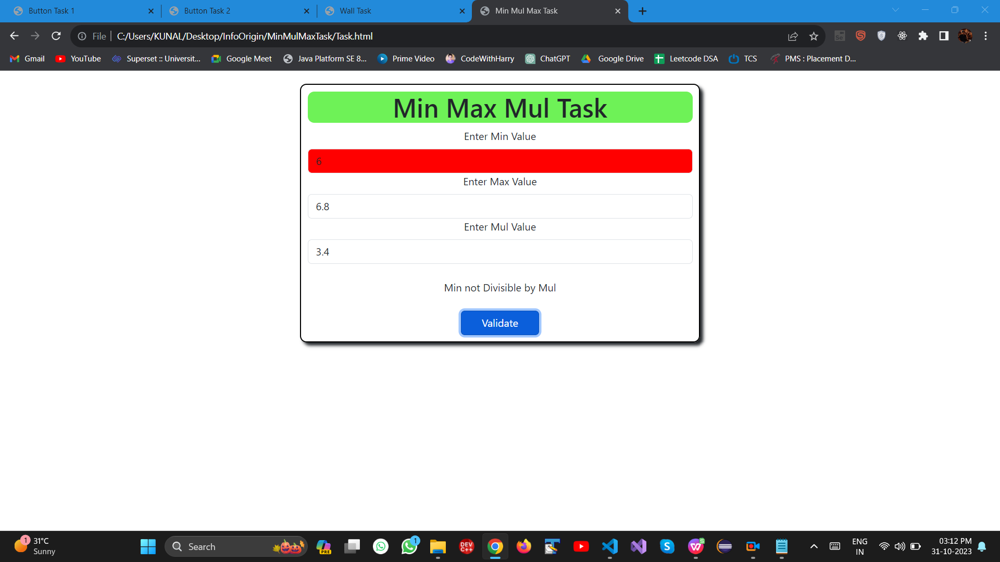 Button Task 1
Button Task 2
Wall Task
Min Mul Max Task
File
C:/Users/KUNAL/Desktop/InfoOrigin/MinMulMaxTask/Task.html
Gmail
YouTube
Superset :: Universit...
Google Meet
Java Platform SE 8...
Prime Video
CodeWithHarry
ChatGPT
Google Drive
Leetcode DSA
TCS
PMS : Placement D...
Min Max Mul Task
Enter Min Value
6
Enter Max Value
6.8
Enter Mul Value
3.4
Min not Divisible by Mul
Validate
1
31°C
Sunny
Search
PRE
1
DEV
C++
S
S
ENG
IN
03:12 PM
31-10-2023